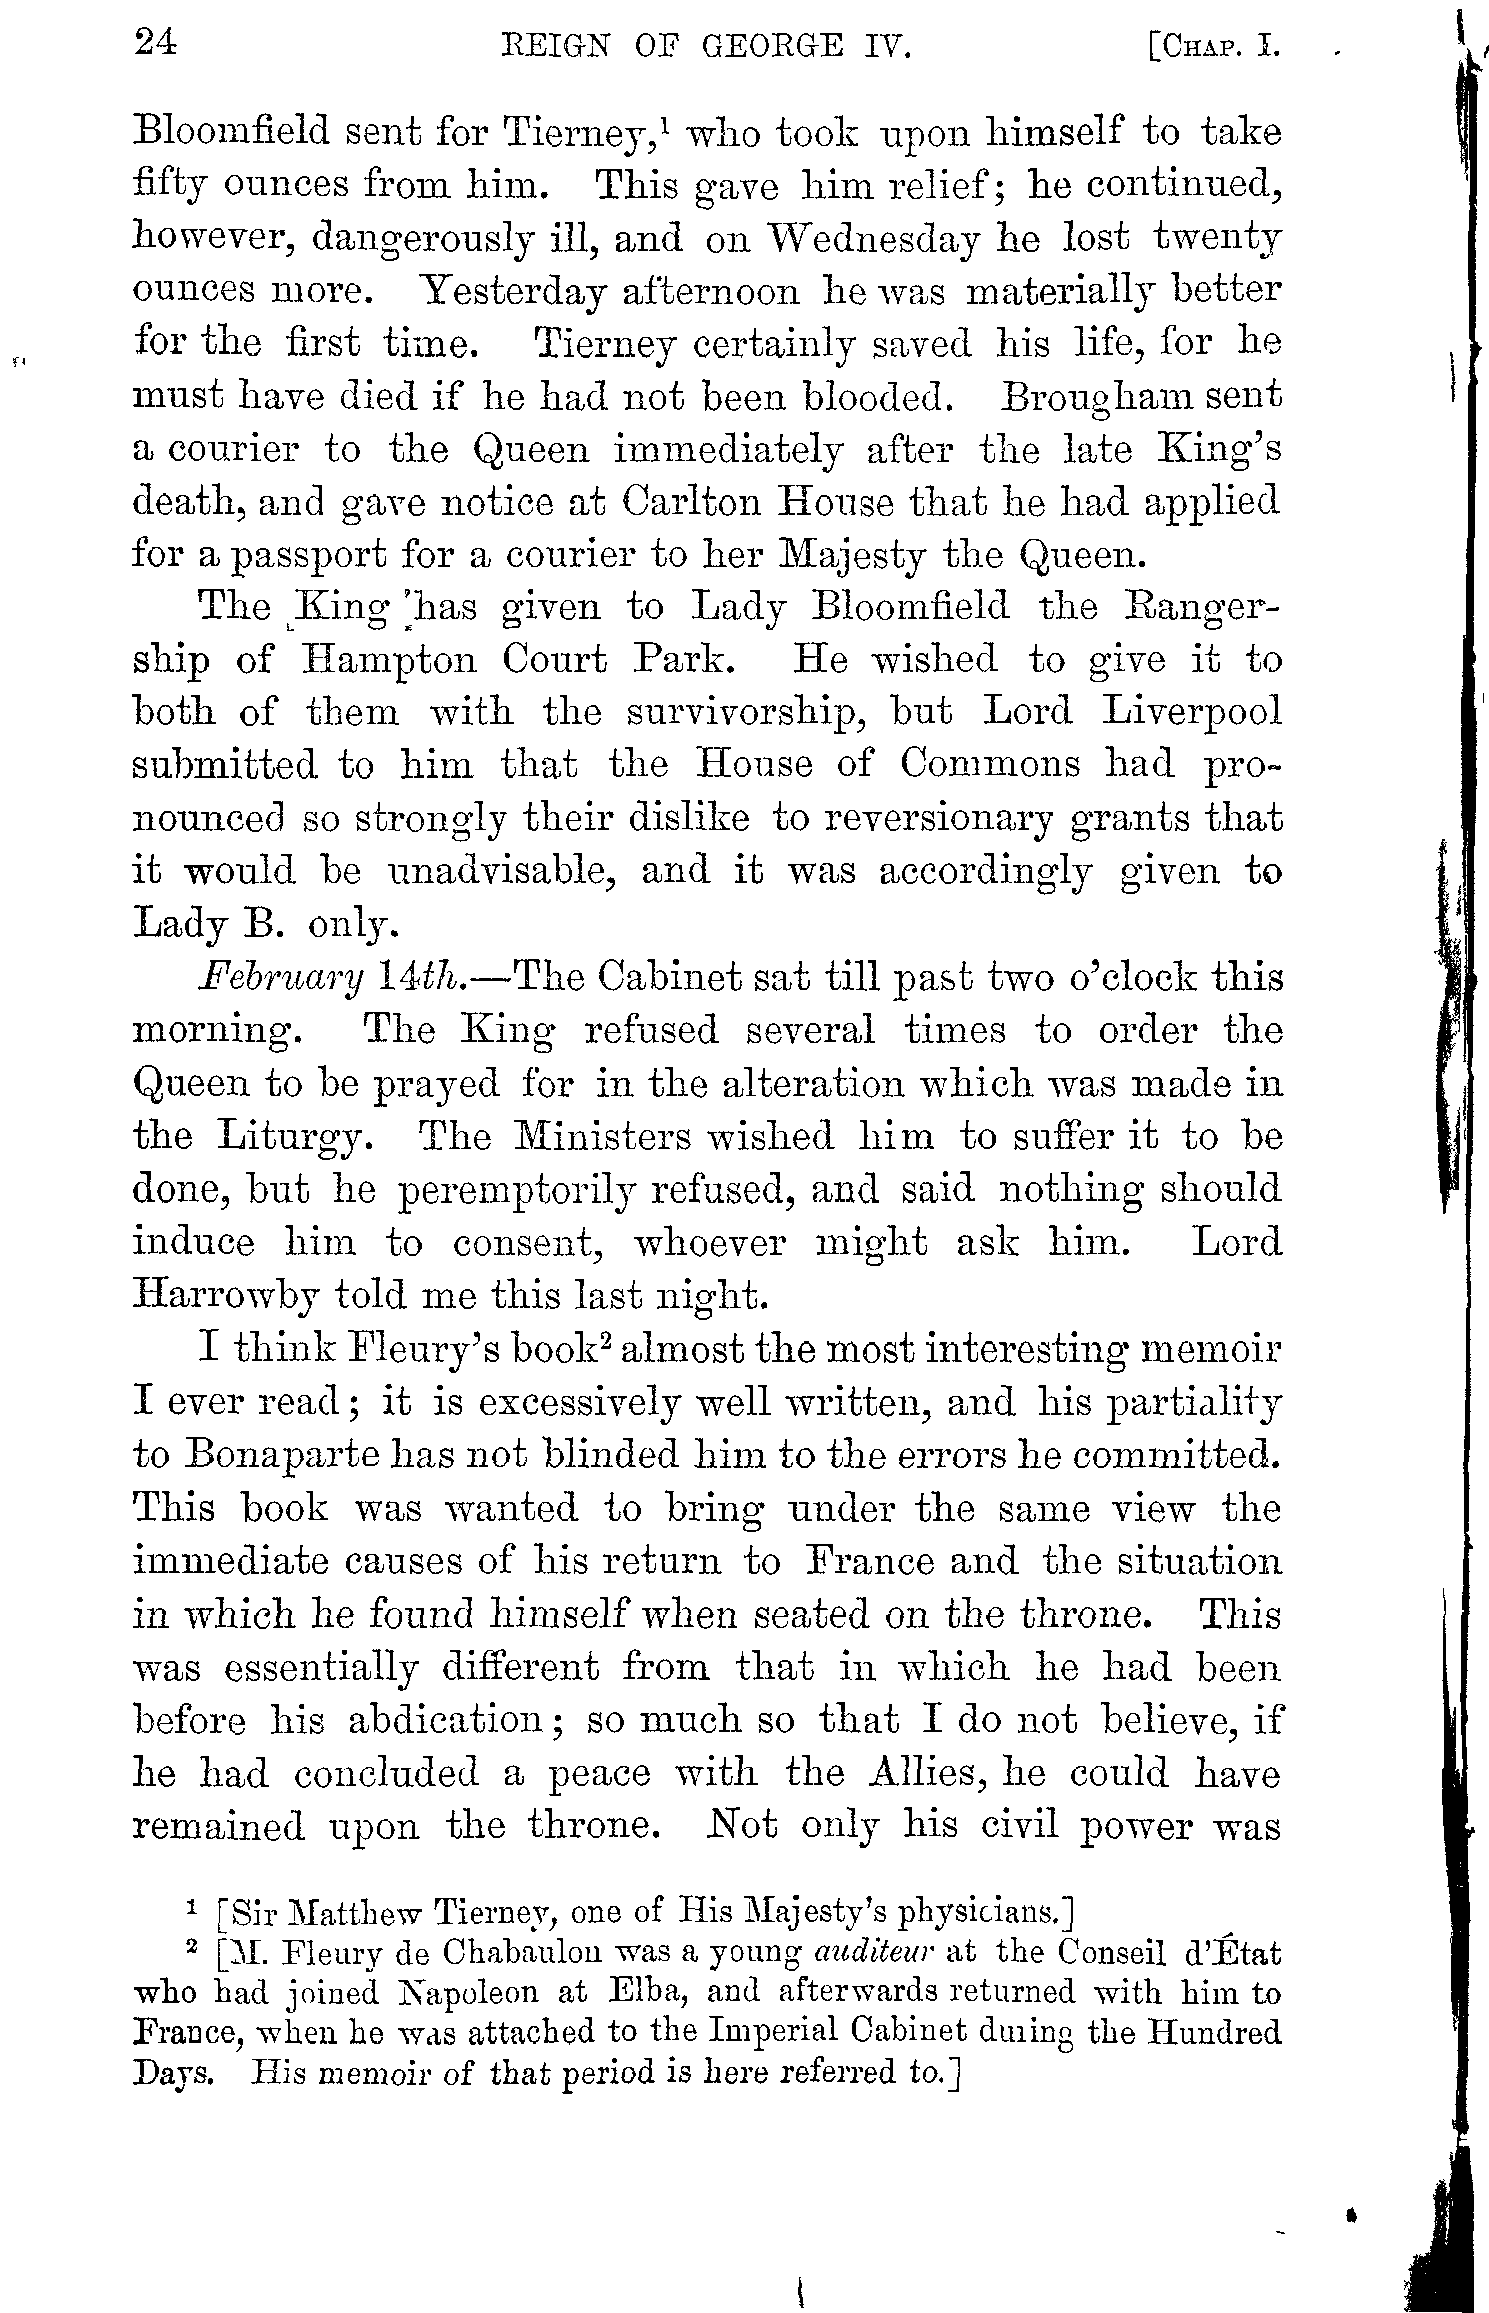 24 REIGN OF GEORGE IV. [CHAP. I.
Bloomfield sent for Tierney,¹ who took upon himself to take
fifty ounces from him. This gave him relief; he continued,
however, dangerously ill, and on Wednesday he lost twenty
ounces more. Yesterday afternoon he was materially better
for the first time. Tierney certainly saved his life, for he
must have died if he had not been blooded. Brougham sent
a courier to the Queen immediately after the late King's
death, and gave notice at Carlton House that he had applied
for a passport for a courier to her Majesty the Queen.
The King has given to Lady Bloomfield the Ranger-
ship of Hampton Court Park. He wished to give it to
both of them with the survivorship, but Lord Liverpool
submitted to him that the House of Commons had pro-
nounced so strongly their dislike to reversionary grants that
it would be unadvisable, and it was accordingly given to
Lady B. only.
February 14th.—The Cabinet sat till past two o'clock this
morning. The King refused several times to order the
Queen to be prayed for in the alteration which was made in
the Liturgy. The Ministers wished him to suffer it to be
done, but he peremptorily refused, and said nothing should
induce him to consent, whoever might ask him. Lord
Harrowby told me this last night.
I think Fleury's book² almost the most interesting memoir
I ever read; it is excessively well written, and his partiality
to Bonaparte has not blinded him to the errors he committed.
This book was wanted to bring under the same view the
immediate causes of his return to France and the situation
in which he found himself when seated on the throne. This
was essentially different from that in which he had been
before his abdication; so much so that I do not believe, if
he had concluded a peace with the Allies, he could have
remained upon the throne. Not only his civil power was
¹ [Sir Matthew Tierney, one of His Majesty's physicians.]
² [M. Fleury de Chabaulon was a young auditeur at the Conseil d'État
who had joined Napoleon at Elba, and afterwards returned with him to
France, when he was attached to the Imperial Cabinet during the Hundred
Days. His memoir of that period is here referred to.]